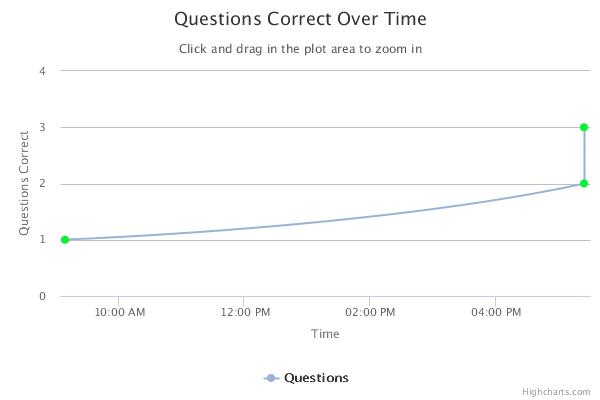 Questions Correct Over Time
Click and drag in the plot area to zoom in
Questions Correct
4
3
2
1
0
10:00 AM 12:00 PM 02:00 PM 04:00 PM
Time
Questions
Highcharts.com